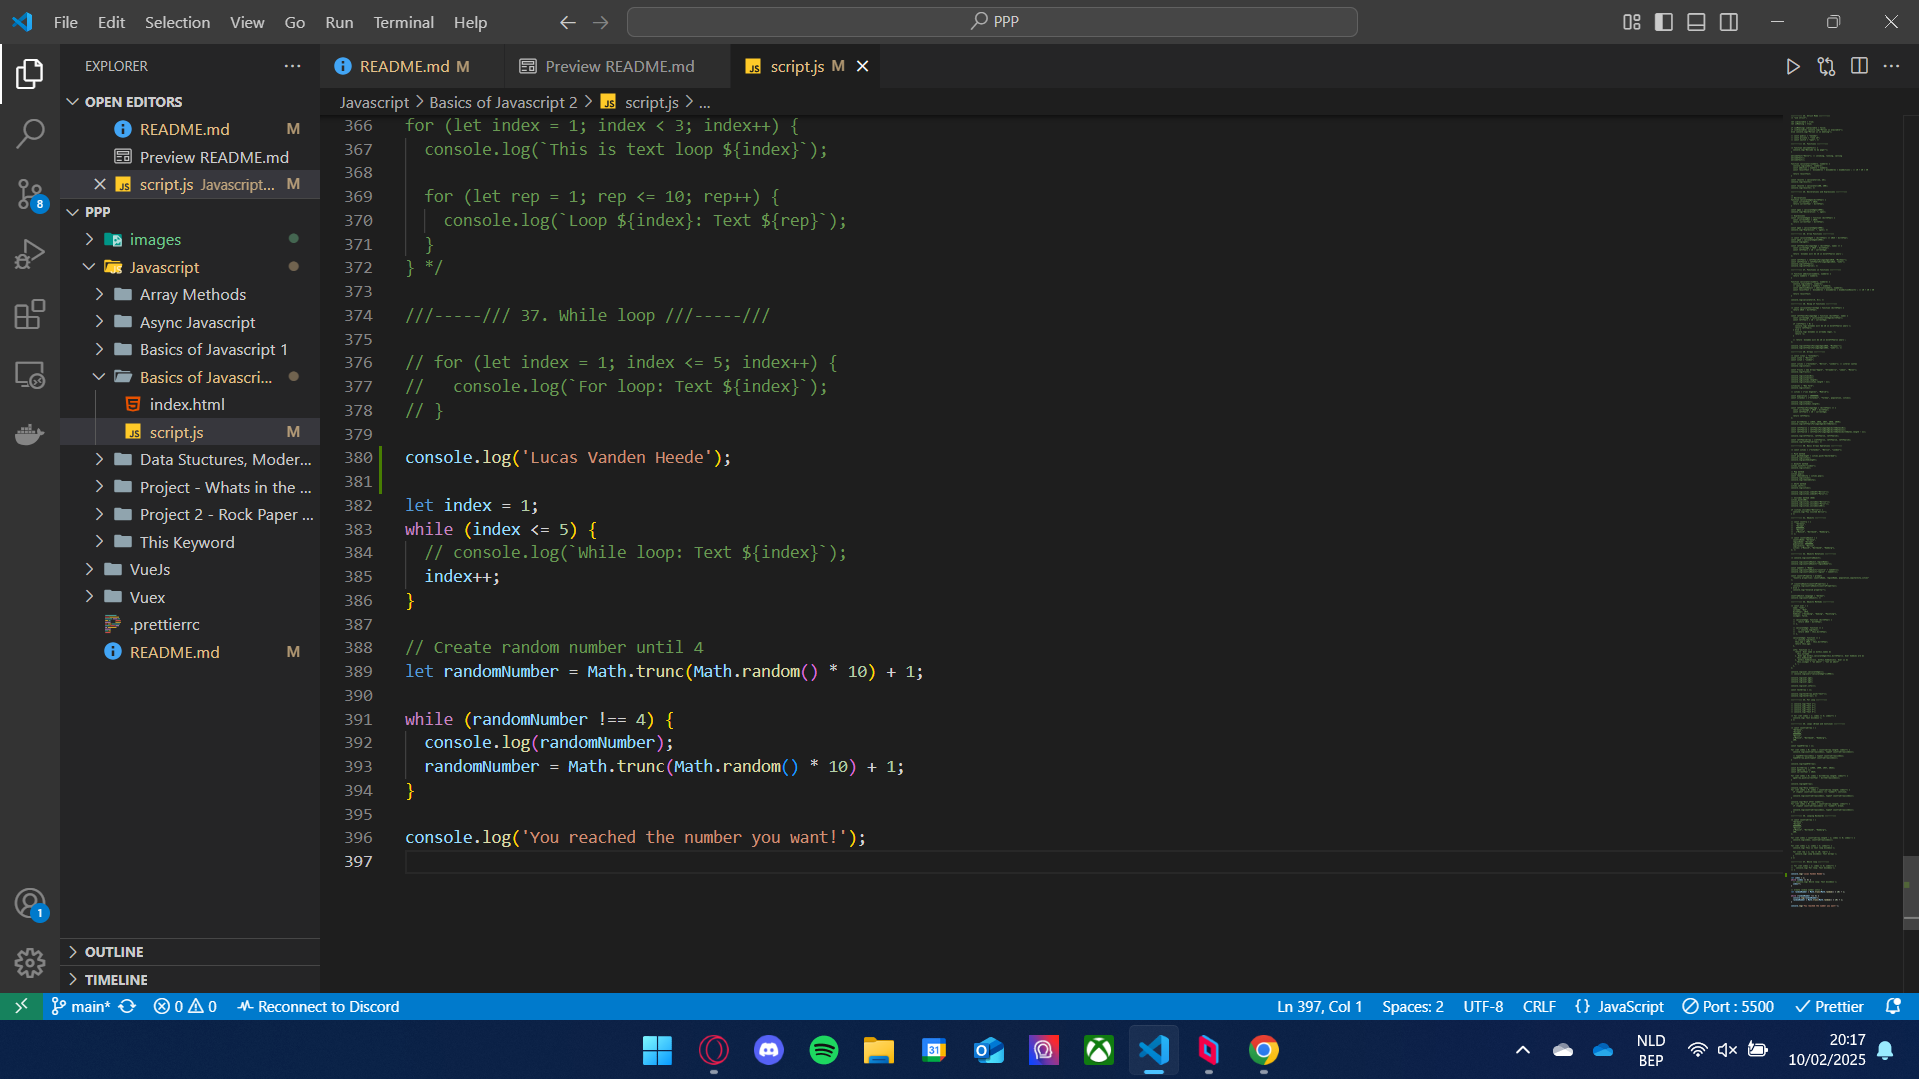 File Edit Selection View Go Run Terminal Help
PPP
EXPLORER
README.md M
Preview README.md
script.js M
OPEN EDITORS
README.md M
Preview README.md
script.js Javascript... M
PPP
images
Javascript
Array Methods
Async Javascript
Basics of Javascript 1
Basics of Javascri...
index.html
script.js M
Data Stuctures, Moder...
Project - Whats in the ...
Project 2 - Rock Paper ...
This Keyword
VueJs
Vuex
.prettierrc
README.md M
OUTLINE
TIMELINE
8
1
Javascript > Basics of Javascript 2 > script.js > ...
366 for (let index = 1; index < 3; index++) {
367 console.log(`This is text loop ${index}`);
368
369 for (let rep = 1; rep <= 10; rep++) {
370 console.log(`Loop ${index}: Text ${rep}`);
371 }
372 } */
373
374 ///-----/// 37. While loop ///-----///
375
376 // for (let index = 1; index <= 5; index++) {
377 //   console.log(`For loop: Text ${index}`);
378 // }
379
380 console.log('Lucas Vanden Heede');
381
382 let index = 1;
383 while (index <= 5) {
384 // console.log(`While loop: Text ${index}`);
385 index++;
386 }
387
388 // Create random number until 4
389 let randomNumber = Math.trunc(Math.random() * 10) + 1;
390
391 while (randomNumber !== 4) {
392 console.log(randomNumber);
393 randomNumber = Math.trunc(Math.random() * 10) + 1;
394 }
395
396 console.log('You reached the number you want!');
397
main* 0 0 Reconnect to Discord
Ln 397, Col 1 Spaces: 2 UTF-8 CRLF {} JavaScript Port : 5500 Prettier
31
NLD
BEP
20:17
10/02/2025